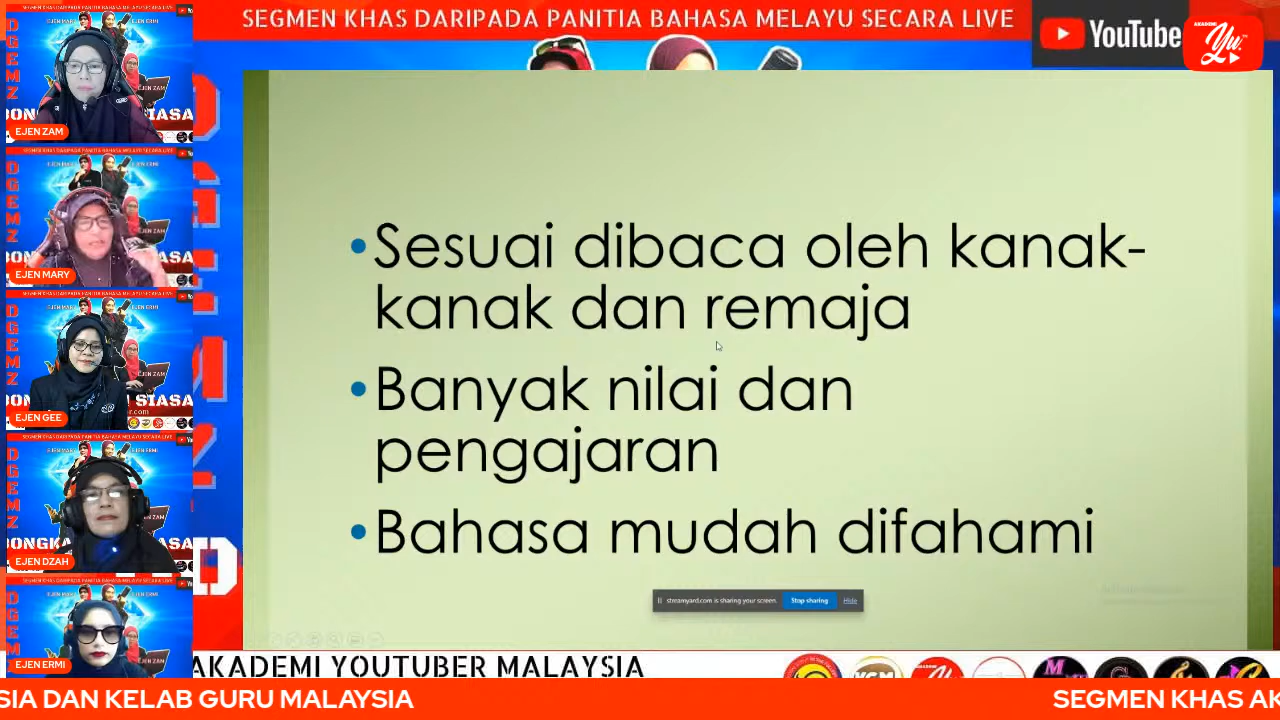 SEGMEN KHAS DARIPADA PANITIA BAHASA MELAYU SECARA LIVE
YouTube
AKADEMI
Yu.
EJEN ZAM
EJEN MARY
EJEN GEE
EJEN DZAH
EJEN ERMI
•Sesuai dibaca oleh kanak-
kanak dan remaja
•Banyak nilai dan
pengajaran
•Bahasa mudah difahami
streamyard.com is sharing your screen. Stop sharing Hide
AKADEMI YOUTUBER MALAYSIA
SIA DAN KELAB GURU MALAYSIA
SEGMEN KHAS AK